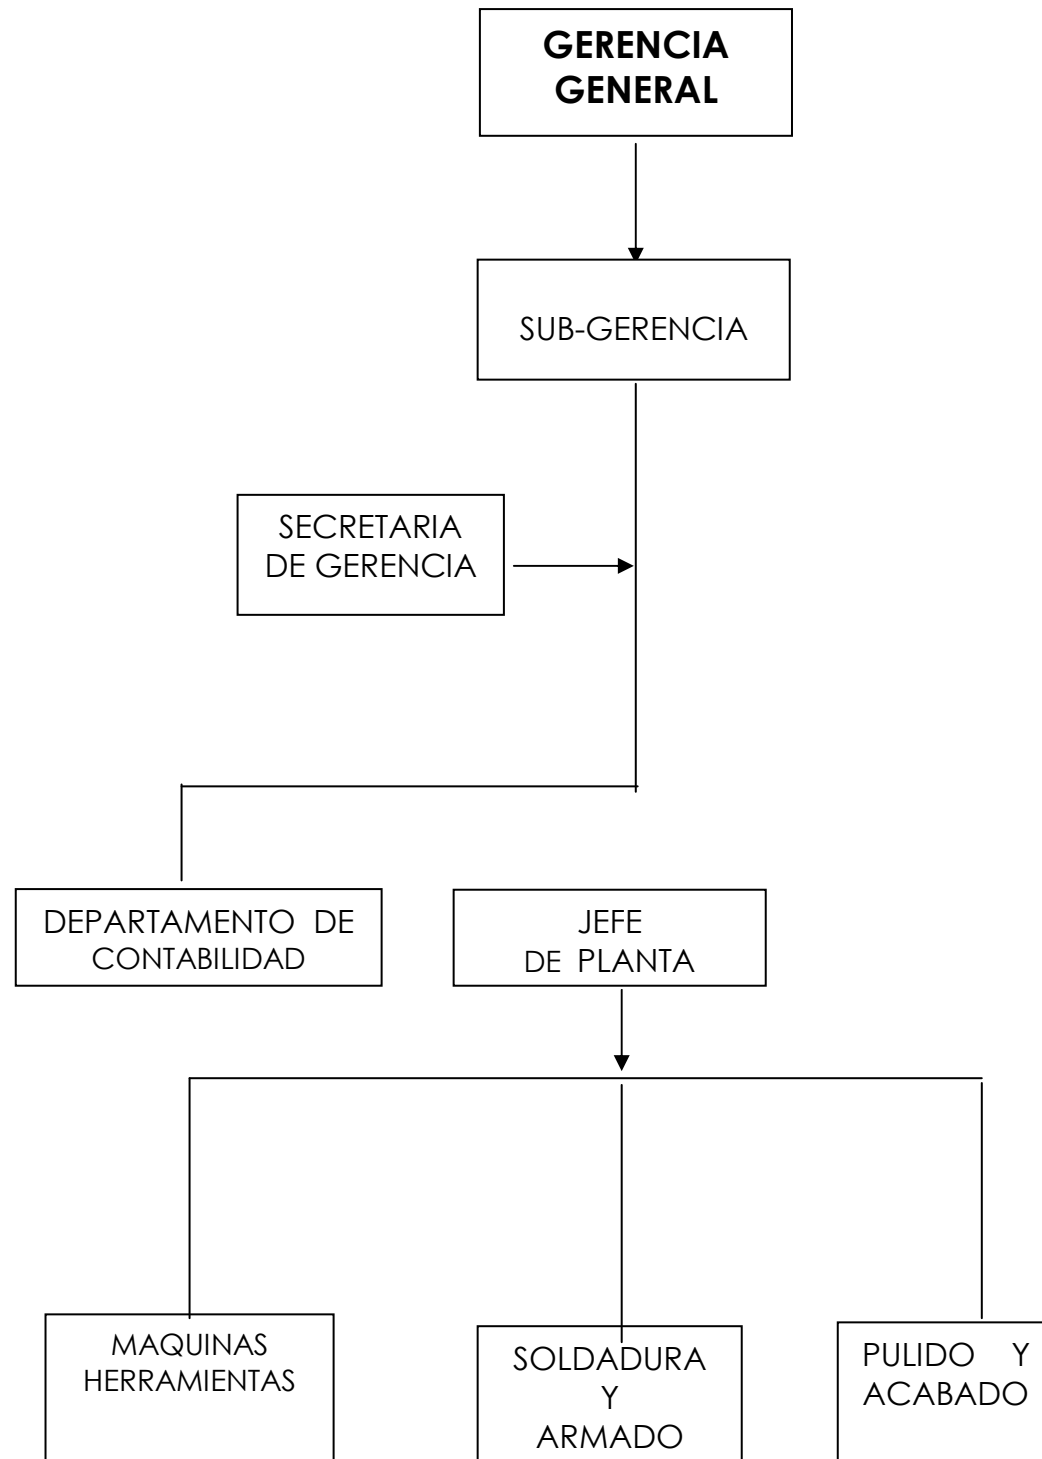 GERENCIA
GENERAL
SUB-GERENCIA
SECRETARIA
DE GERENCIA
DEPARTAMENTO DE
CONTABILIDAD
JEFE
DE PLANTA
MAQUINAS
HERRAMIENTAS
SOLDADURA
Y
ARMADO
PULIDO Y
ACABADO